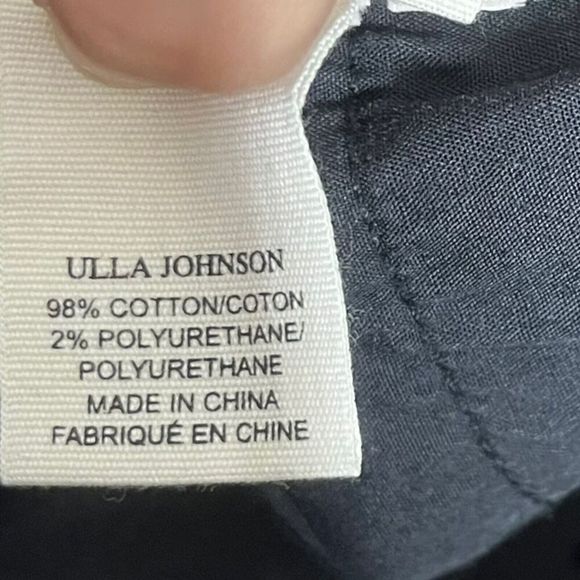 ULLA JOHNSON
98% COTTON/COTON
2% POLYURETHANE/
POLYURETHANE
MADE IN CHINA
FABRIQUÉ EN CHINE